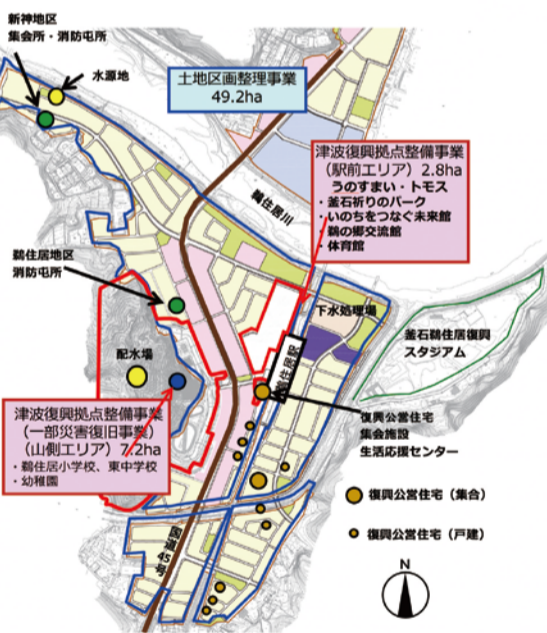 新神地区
集会所・消防屯所
水源地
土地区画整理事業
49.2ha
津波復興拠点整備事業
（駅前エリア）2.8ha
うのすまい・トモス
・釜石祈りのパーク
・いのちをつなぐ未来館
・鵜の郷交流館
・体育館
鵜住居川
鵜住居地区
消防屯所
下水処理場
釜石鵜住居復興
スタジアム
配水場
鵜住居駅
津波復興拠点整備事業
（一部災害復旧事業）
（山側エリア）7.2ha
・鵜住居小学校、東中学校
・幼稚園
復興公営住宅
集会施設
生活応援センター
復興公営住宅（集合）
復興公営住宅（戸建）
国道45号
N